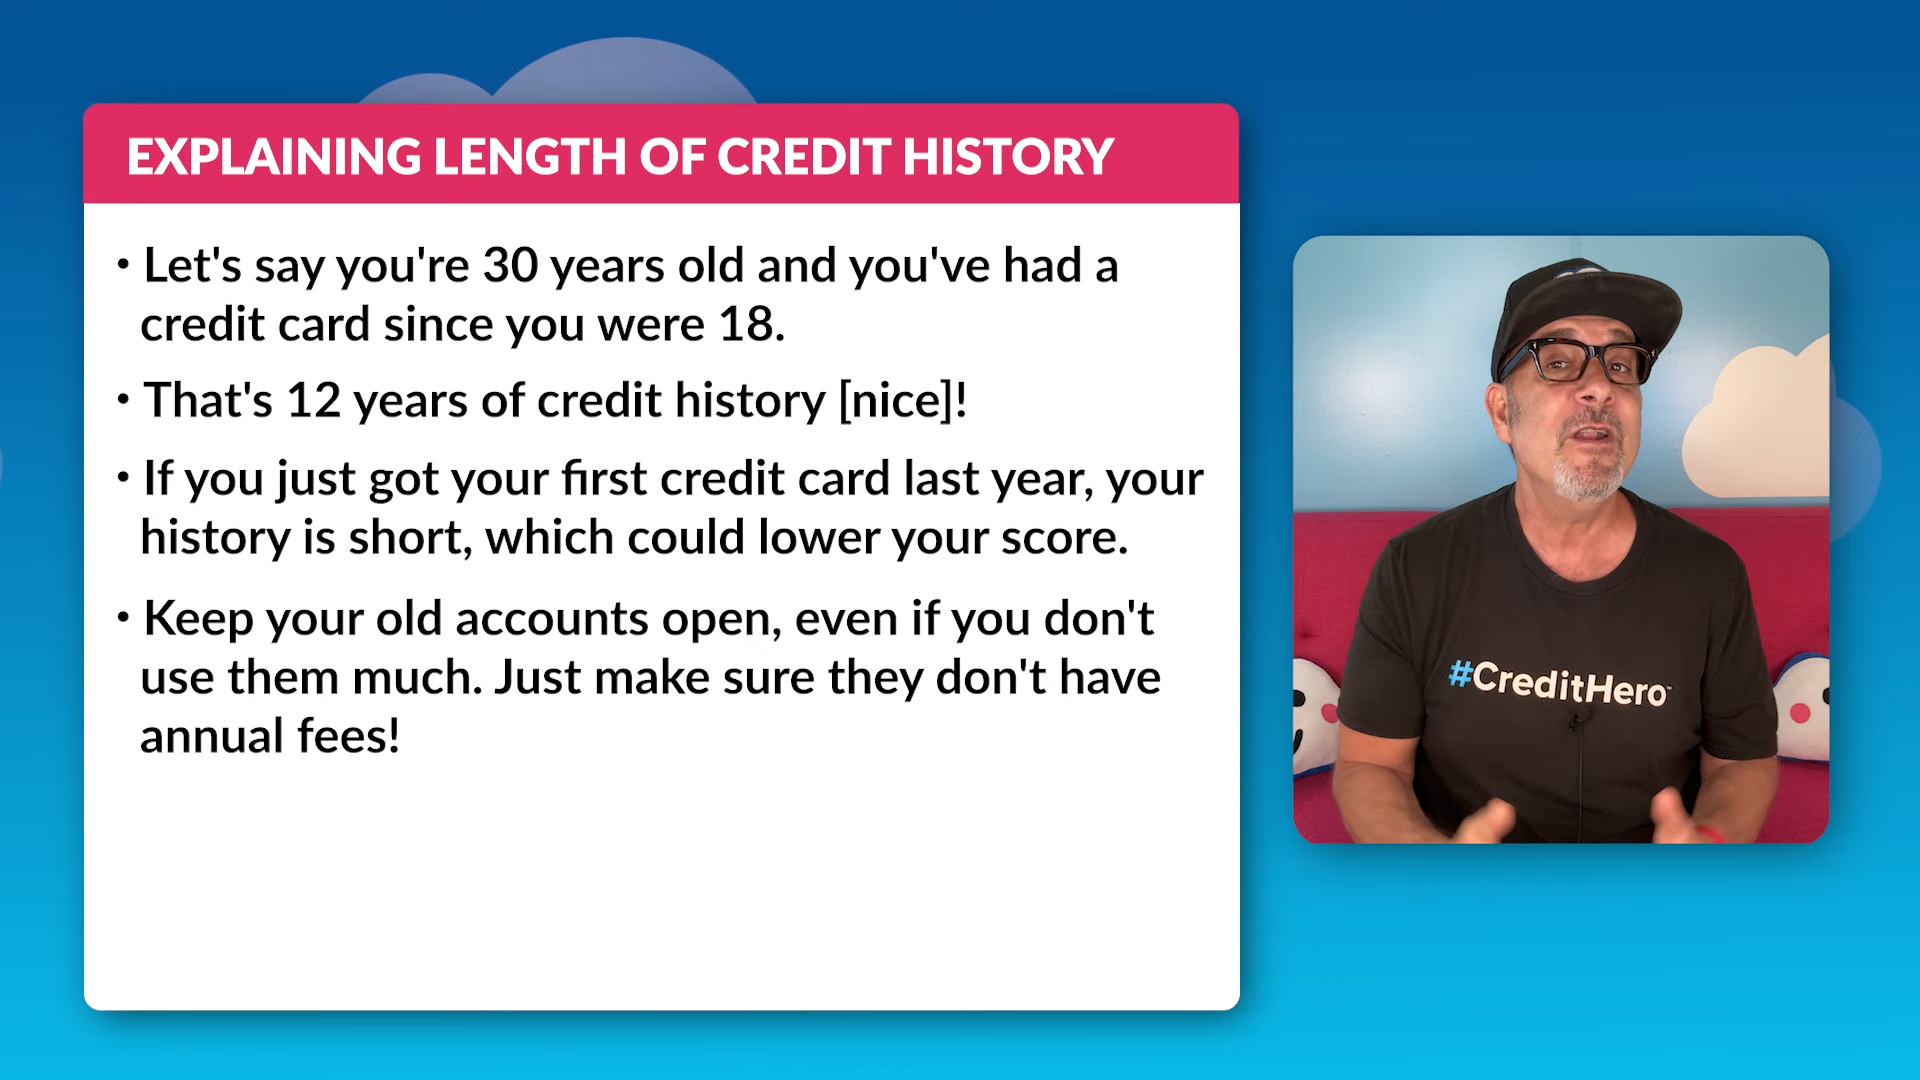 EXPLAINING LENGTH OF CREDIT HISTORY
• Let's say you're 30 years old and you've had a
credit card since you were 18.
• That's 12 years of credit history [nice]!
• If you just got your first credit card last year, your
history is short, which could lower your score.
• Keep your old accounts open, even if you don't
use them much. Just make sure they don't have
annual fees!
#CreditHero™